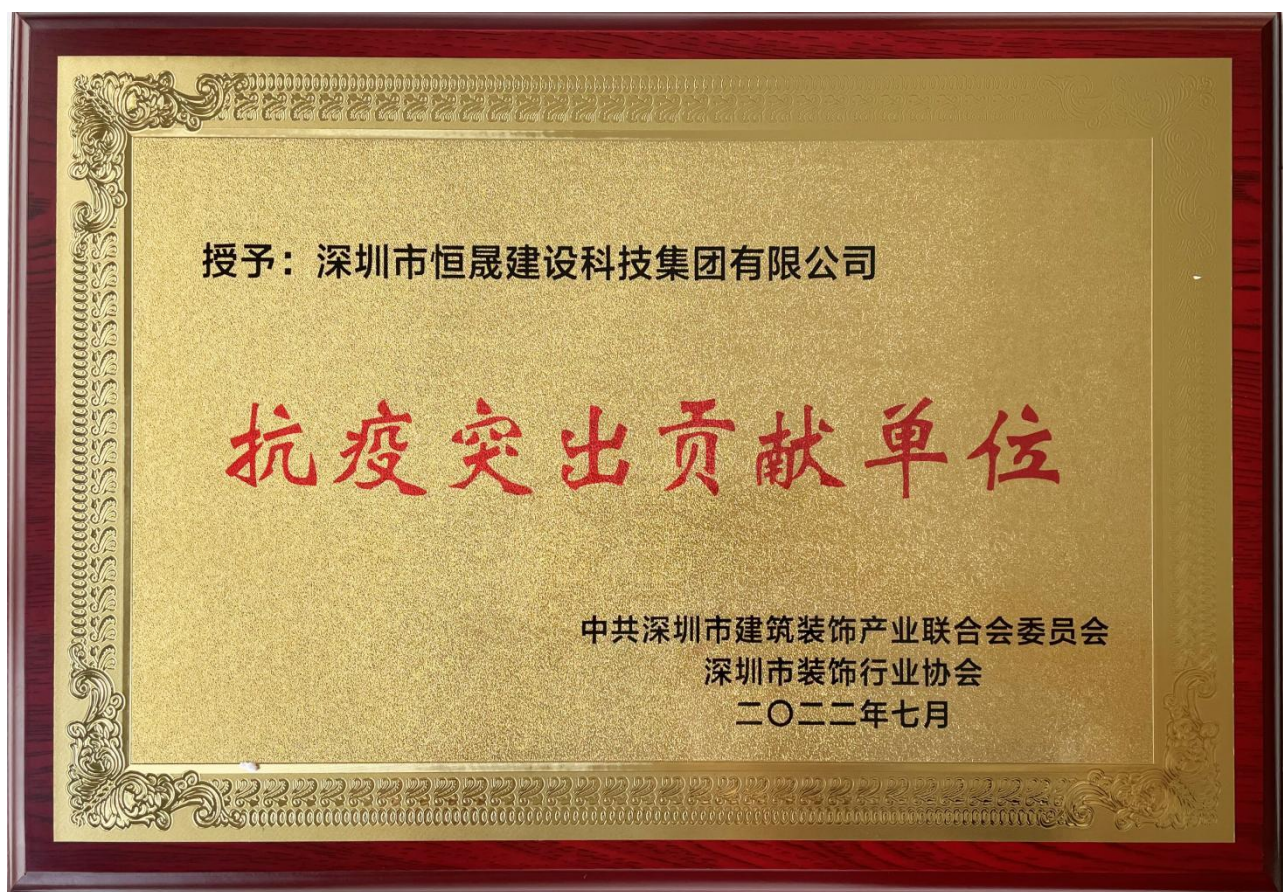 授予：深圳市恒晟建设科技集团有限公司
抗疫突出贡献单位
中共深圳市建筑装饰产业联合会委员会
深圳市装饰行业协会
二〇二二年七月